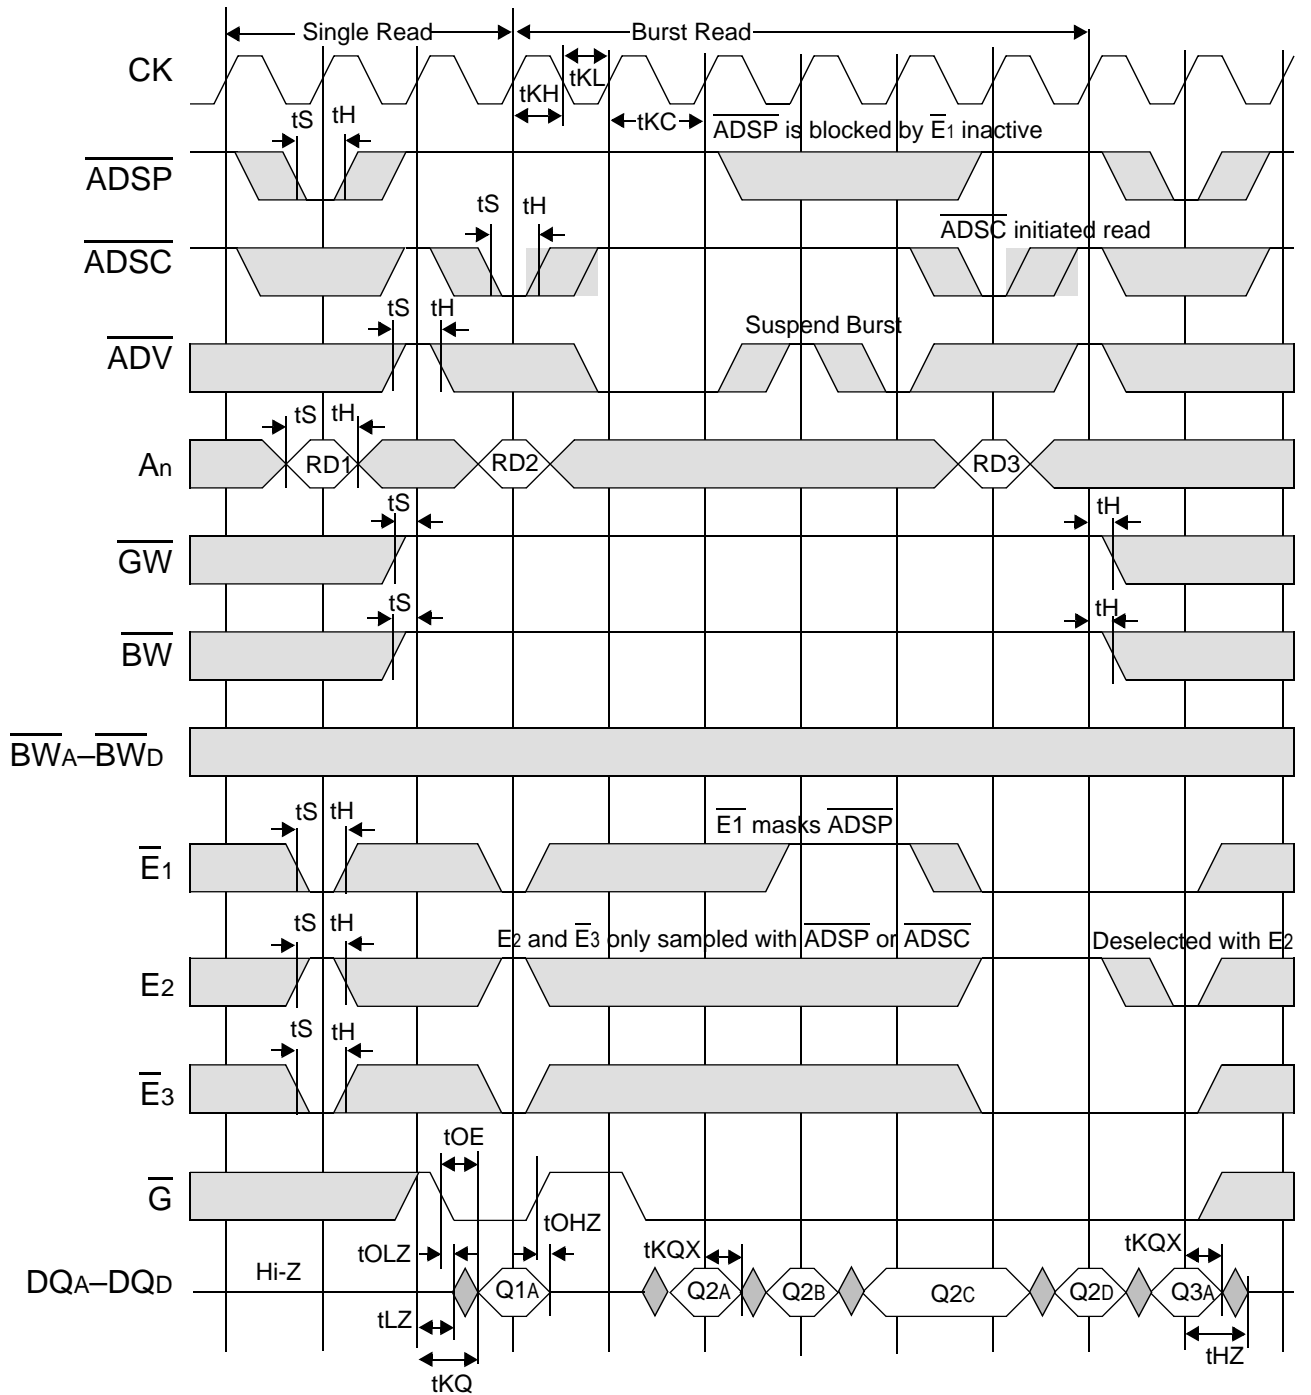 Single Read Burst Read
CK
tKL
tKH
tS tH tKC
ADSP is blocked by E1 inactive
ADSP
tS tH
ADSC initiated read
ADSC
tS tH
Suspend Burst
ADV
tS tH
An RD1 RD2 RD3
tS tH
GW
tS tH
BW
BWA–BWD
tS tH E1 masks ADSP
E1
tS tH E2 and E3 only sampled with ADSP or ADSC Deselected with E2
E2
tS tH
E3
tOE
G
tOHZ
tOLZ tKQX tKQX
Hi-Z
DQA–DQD Q1A Q2A Q2B Q2C Q2D Q3A
tLZ
tHZ
tKQ